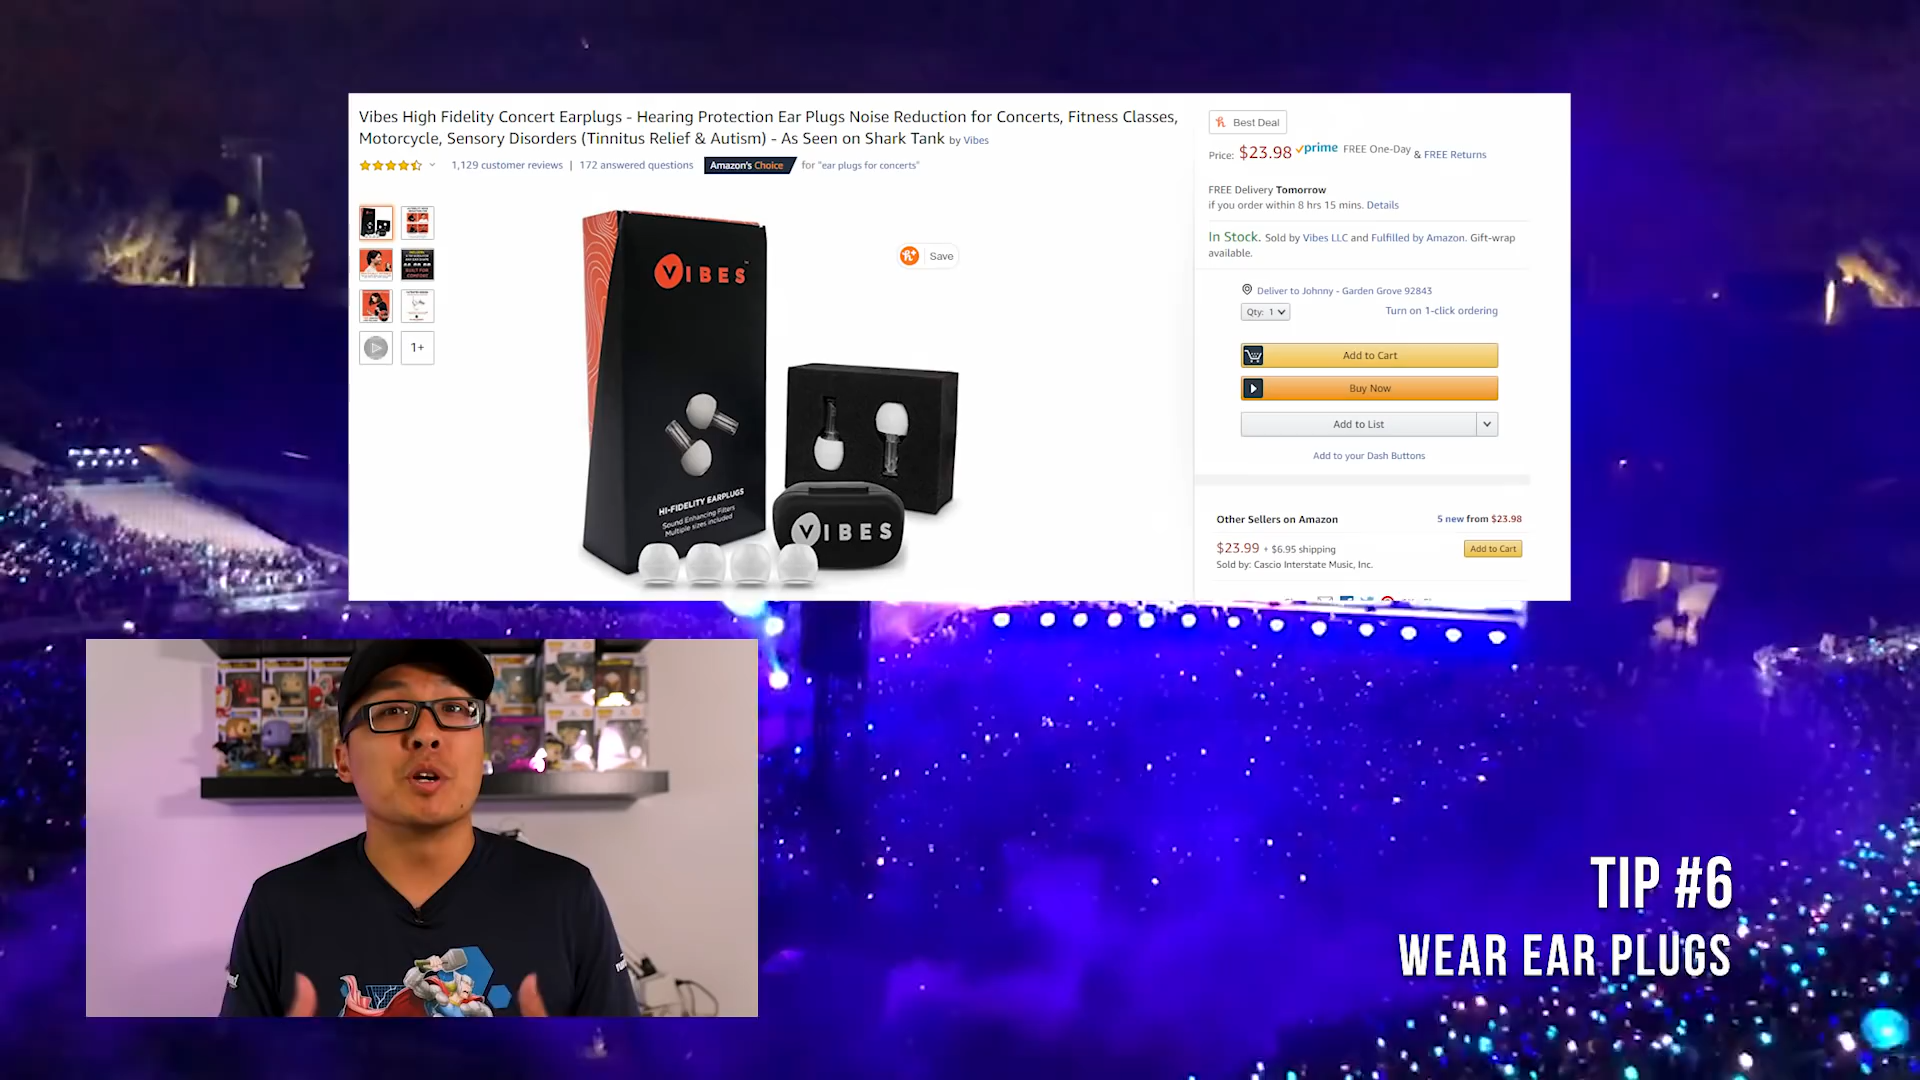 Vibes High Fidelity Concert Earplugs - Hearing Protection Ear Plugs Noise Reduction for Concerts, Fitness Classes,
Motorcycle, Sensory Disorders (Tinnitus Relief & Autism) - As Seen on Shark Tank by Vibes
1,129 customer reviews | 172 answered questions Amazon's Choice for "ear plugs for concerts"
1+
VIBES
HI-FIDELITY EARPLUGS
Sound Enhancing Filters
Multiple sizes included
VIBES
Save
Best Deal
Price: $23.98 prime FREE One-Day & FREE Returns
FREE Delivery Tomorrow
if you order within 8 hrs 15 mins. Details
In Stock. Sold by Vibes LLC and Fulfilled by Amazon. Gift-wrap
available.
Deliver to Johnny - Garden Grove 92843
Qty: 1
Turn on 1-click ordering
Add to Cart
Buy Now
Add to List
Add to your Dash Buttons
Other Sellers on Amazon 5 new from $23.98
$23.99 + $6.95 shipping Add to Cart
Sold by: Cascio Interstate Music, Inc.
TIP #6
WEAR EAR PLUGS